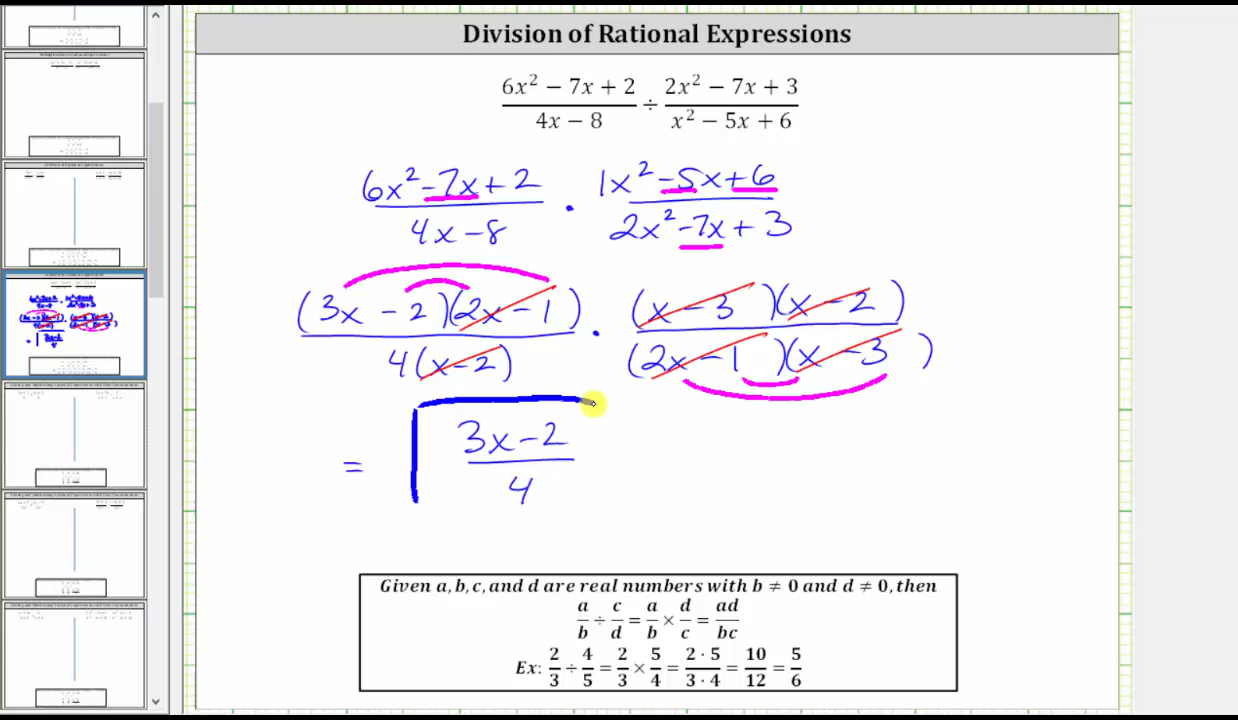 Division of Rational Expressions
6x² − 7x + 2 / 4x − 8 ÷ 2x² − 7x + 3 / x² − 5x + 6
6x² − 7x + 2 / 4x − 8 · 1x² − 5x + 6 / 2x² − 7x + 3
(3x − 2)(2x − 1) / 4(x − 2) · (x − 3)(x − 2) / (2x − 1)(x − 3)
= 3x − 2 / 4
Given a, b, c, and d are real numbers with b ≠ 0 and d ≠ 0, then
a/b ÷ c/d = a/b × d/c = ad/bc
Ex: 2/3 ÷ 4/5 = 2/3 × 5/4 = 2 · 5 / 3 · 4 = 10/12 = 5/6